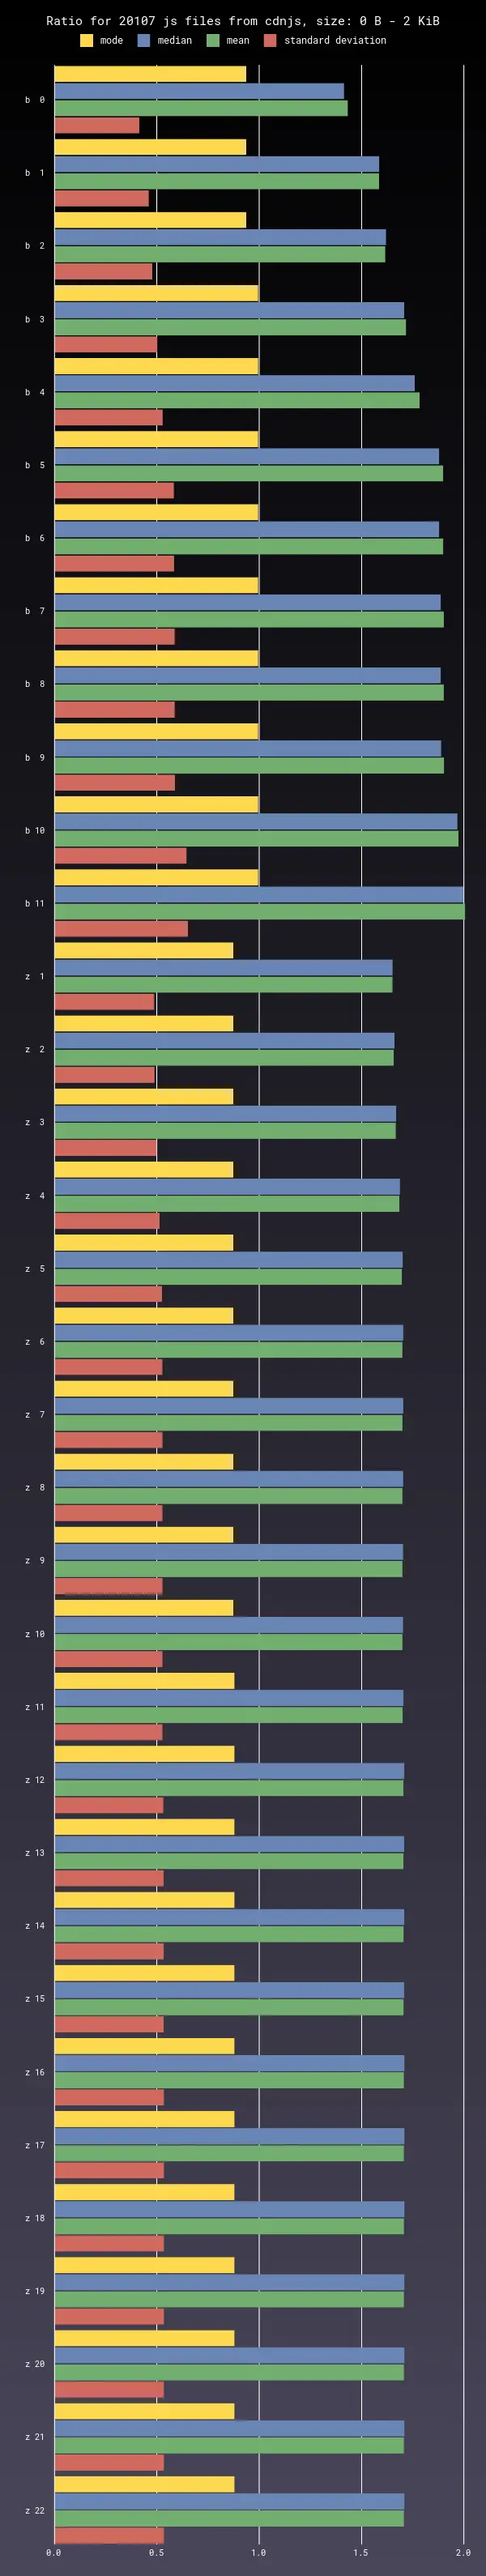 Ratio for 20107 js files from cdnjs, size: 0 B - 2 KiB
mode median mean standard deviation
b 0
b 1
b 2
b 3
b 4
b 5
b 6
b 7
b 8
b 9
b 10
b 11
z 1
z 2
z 3
z 4
z 5
z 6
z 7
z 8
z 9
z 10
z 11
z 12
z 13
z 14
z 15
z 16
z 17
z 18
z 19
z 20
z 21
z 22
0.0 0.5 1.0 1.5 2.0